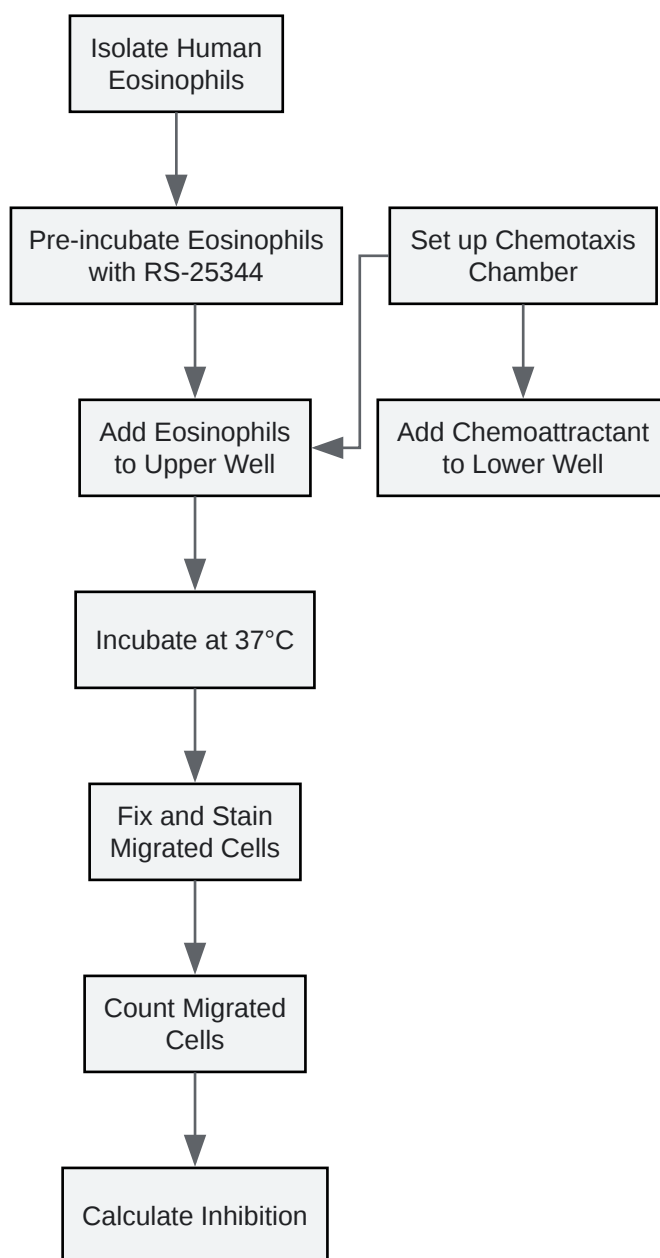 Isolate Human
Eosinophils
Pre-incubate Eosinophils
with RS-25344
Set up Chemotaxis
Chamber
Add Eosinophils
to Upper Well
Add Chemoattractant
to Lower Well
Incubate at 37°C
Fix and Stain
Migrated Cells
Count Migrated
Cells
Calculate Inhibition